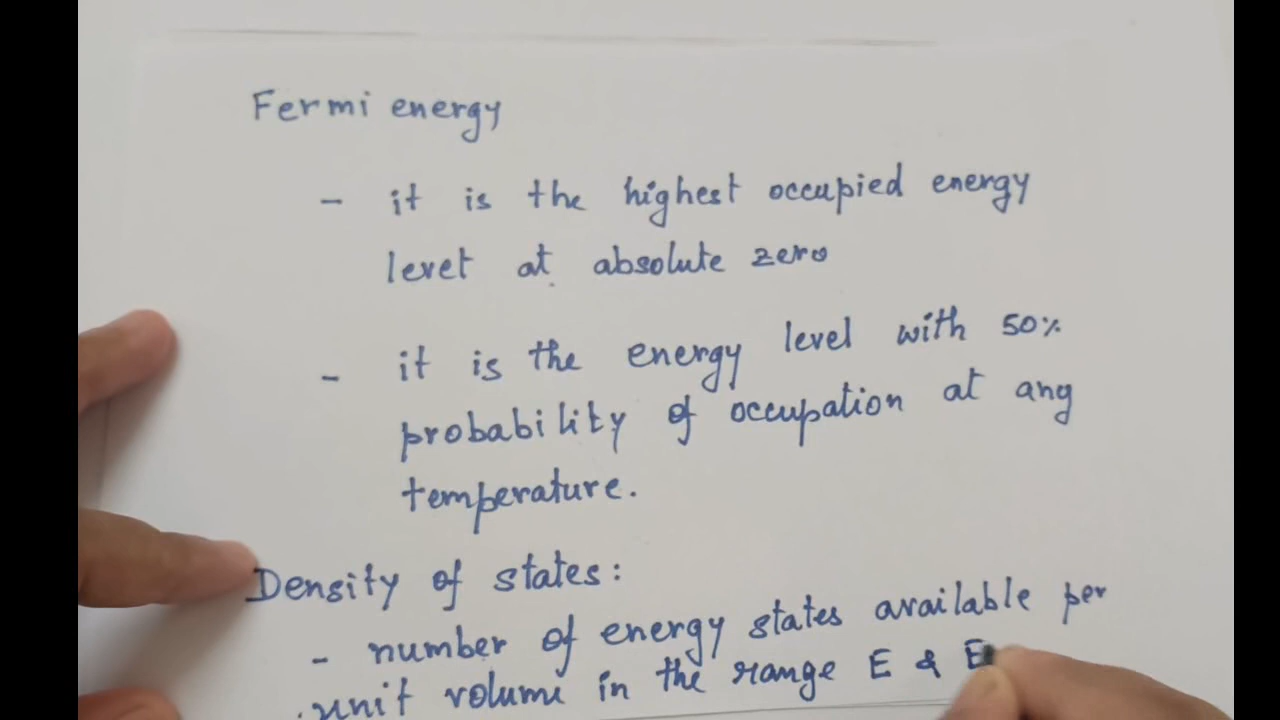 Fermi energy
- it is the highest occupied energy
level at absolute zero
- it is the energy level with 50%
probability of occupation at any
temperature.
Density of states:
- number of energy states available per
unit volume in the range E & E